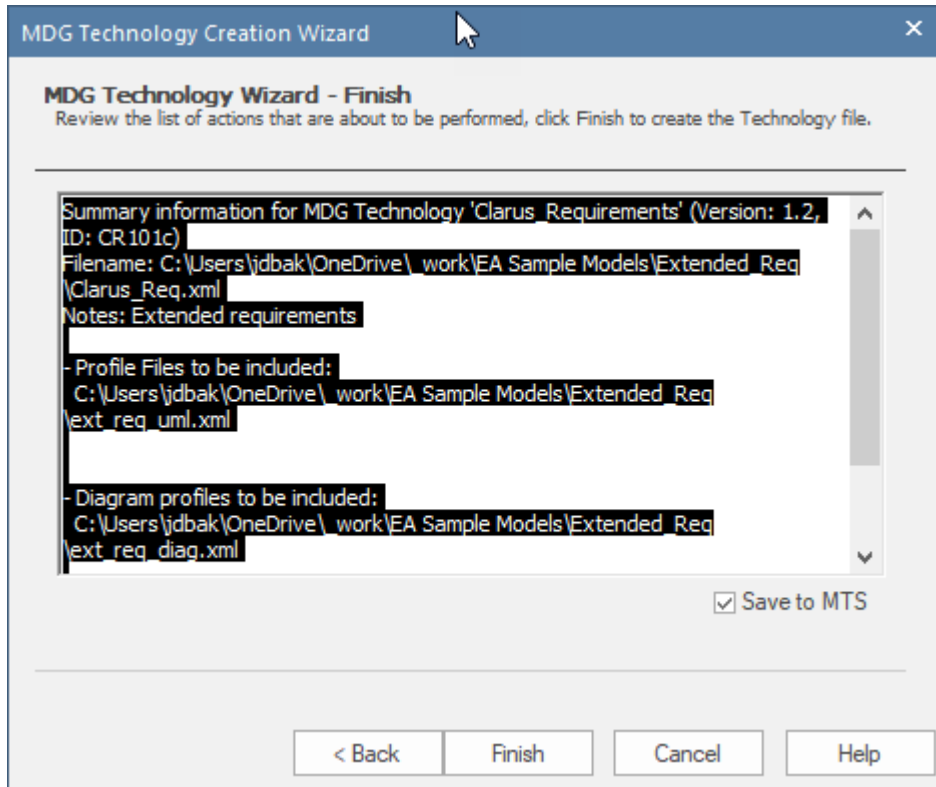 MDG Technology Creation Wizard
MDG Technology Wizard - Finish
Review the list of actions that are about to be performed, click Finish to create the Technology file.
Summary information for MDG Technology 'Clarus_Requirements' (Version: 1.2,
ID: CR101c)
Filename: C:\Users\jdbak\OneDrive\_work\EA Sample Models\Extended_Req
\Clarus_Req.xml
Notes: Extended requirements
- Profile Files to be included:
C:\Users\jdbak\OneDrive\_work\EA Sample Models\Extended_Req
\ext_req_uml.xml
- Diagram profiles to be included:
C:\Users\jdbak\OneDrive\_work\EA Sample Models\Extended_Req
\ext_req_diag.xml
Save to MTS
< Back
Finish
Cancel
Help